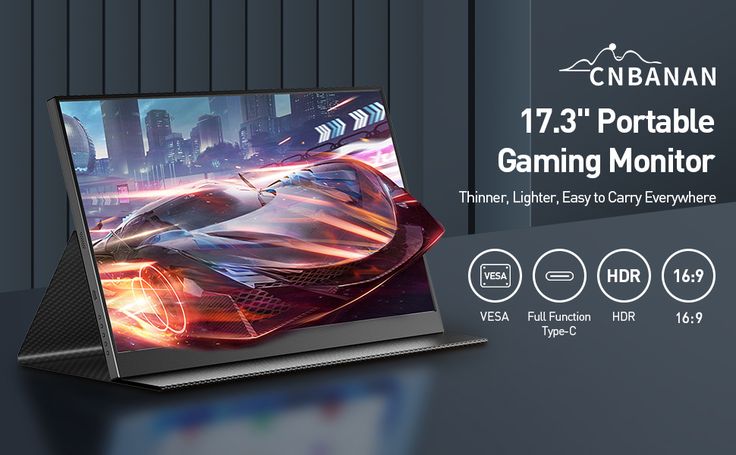 CNBANAN
17.3" Portable
Gaming Monitor
Thinner, Lighter, Easy to Carry Everywhere
VESA
HDR
16:9
VESA
Full Function
Type-C
HDR
16:9